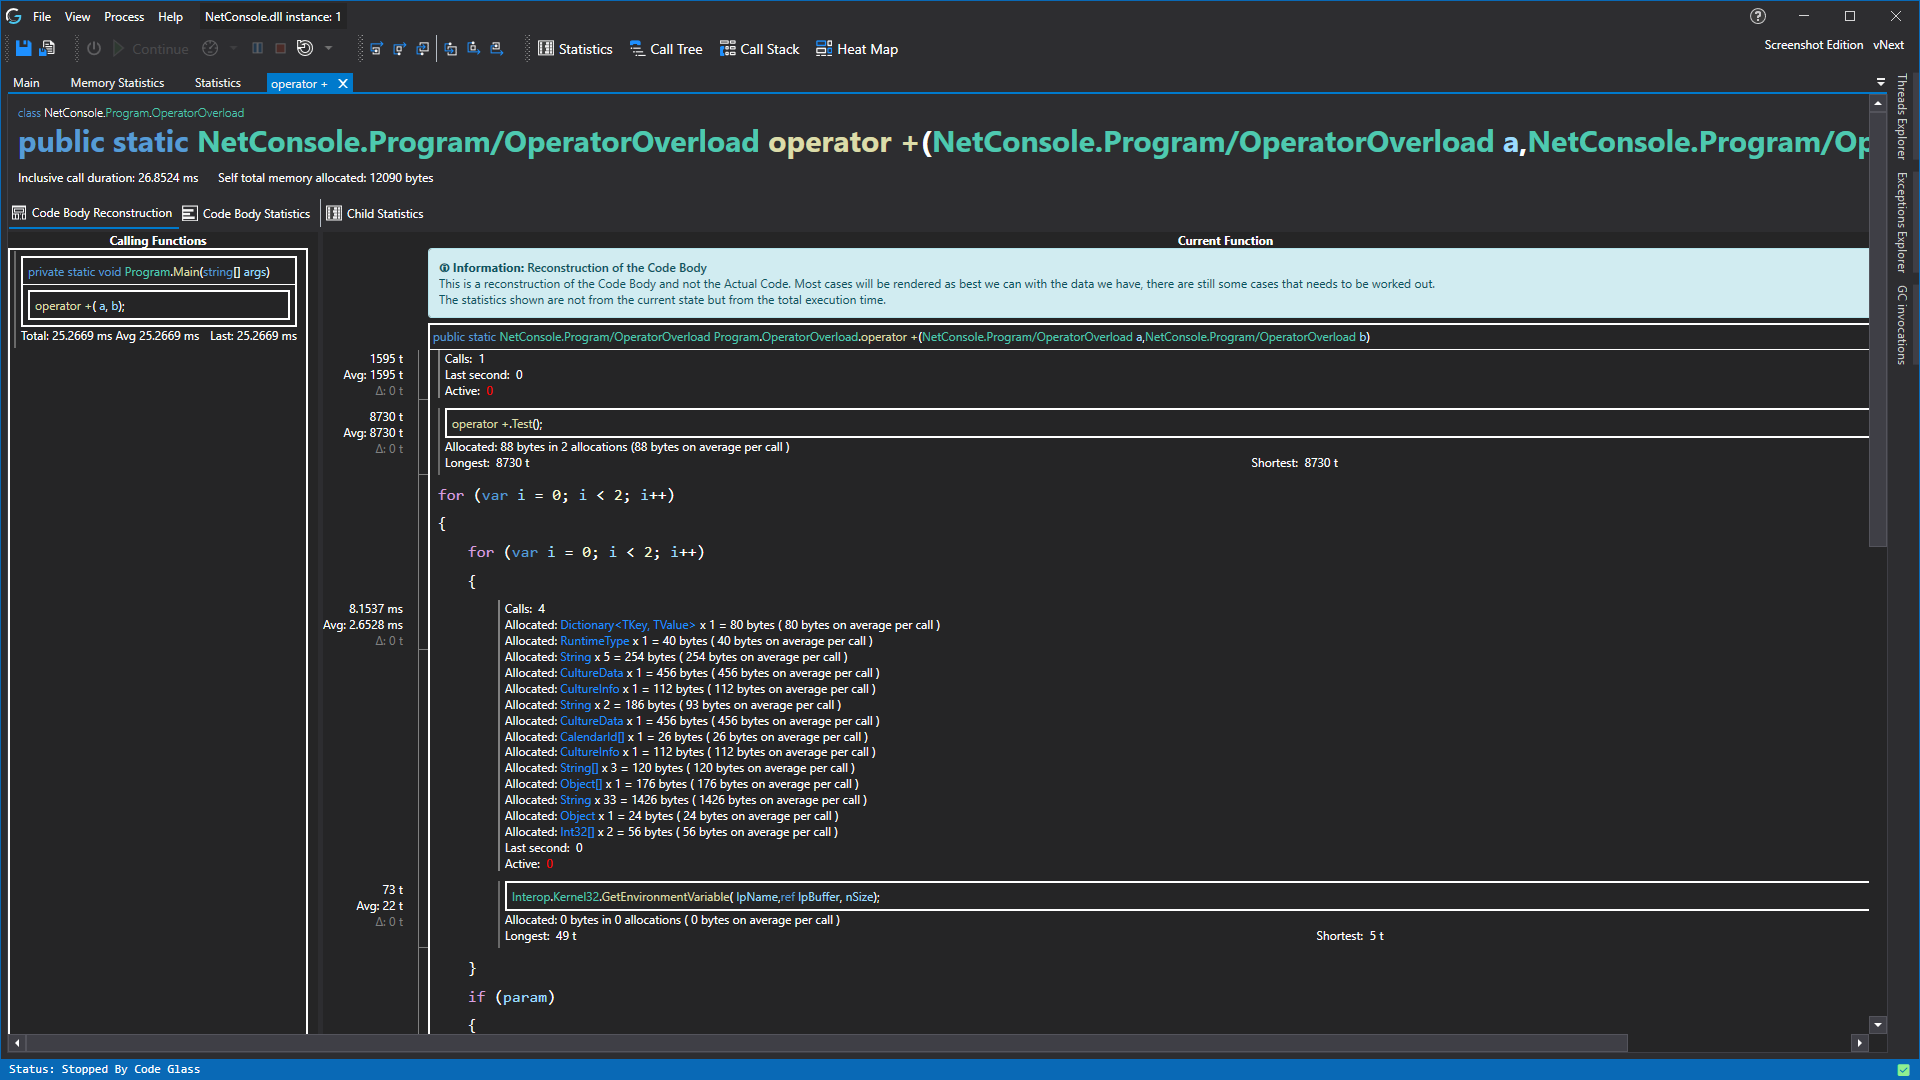 File View Process Help NetConsole.dll instance: 1
Continue Statistics Call Tree Call Stack Heat Map Screenshot Edition vNext
Main Memory Statistics Statistics operator +
class NetConsole.Program.OperatorOverload
public static NetConsole.Program/OperatorOverload operator +(NetConsole.Program/OperatorOverload a,NetConsole.Program/Op
Inclusive call duration: 26.8524 ms Self total memory allocated: 12090 bytes
Code Body Reconstruction Code Body Statistics Child Statistics
Calling Functions
private static void Program.Main(string[] args)
operator +( a, b);
Total: 25.2669 ms Avg 25.2669 ms Last: 25.2669 ms
Current Function
Information: Reconstruction of the Code Body
This is a reconstruction of the Code Body and not the Actual Code. Most cases will be rendered as best we can with the data we have, there are still some cases that needs to be worked out.
The statistics shown are not from the current state but from the total execution time.
public static NetConsole.Program/OperatorOverload Program.OperatorOverload.operator +(NetConsole.Program/OperatorOverload a,NetConsole.Program/OperatorOverload b)
1595 t Calls: 1
Avg: 1595 t Last second: 0
Δ: 0 t Active: 0
8730 t operator +.Test();
Avg: 8730 t
Δ: 0 t Allocated: 88 bytes in 2 allocations (88 bytes on average per call )
Longest: 8730 t Shortest: 8730 t
for (var i = 0; i < 2; i++)
{
for (var i = 0; i < 2; i++)
{
8.1537 ms Calls: 4
Avg: 2.6528 ms Allocated: Dictionary<TKey, TValue> x 1 = 80 bytes ( 80 bytes on average per call )
Δ: 0 t Allocated: RuntimeType x 1 = 40 bytes ( 40 bytes on average per call )
Allocated: String x 5 = 254 bytes ( 254 bytes on average per call )
Allocated: CultureData x 1 = 456 bytes ( 456 bytes on average per call )
Allocated: CultureInfo x 1 = 112 bytes ( 112 bytes on average per call )
Allocated: String x 2 = 186 bytes ( 93 bytes on average per call )
Allocated: CultureData x 1 = 456 bytes ( 456 bytes on average per call )
Allocated: CalendarId[] x 1 = 26 bytes ( 26 bytes on average per call )
Allocated: CultureInfo x 1 = 112 bytes ( 112 bytes on average per call )
Allocated: String[] x 3 = 120 bytes ( 120 bytes on average per call )
Allocated: Object[] x 1 = 176 bytes ( 176 bytes on average per call )
Allocated: String x 33 = 1426 bytes ( 1426 bytes on average per call )
Allocated: Object x 1 = 24 bytes ( 24 bytes on average per call )
Allocated: Int32[] x 2 = 56 bytes ( 56 bytes on average per call )
Last second: 0
Active: 0
73 t Interop.Kernel32.GetEnvironmentVariable( lpName,ref lpBuffer, nSize);
Avg: 22 t
Δ: 0 t Allocated: 0 bytes in 0 allocations ( 0 bytes on average per call )
Longest: 49 t Shortest: 5 t
}
if (param)
{
Threads Explorer
Exceptions Explorer
GC invocations
Status: Stopped By Code Glass